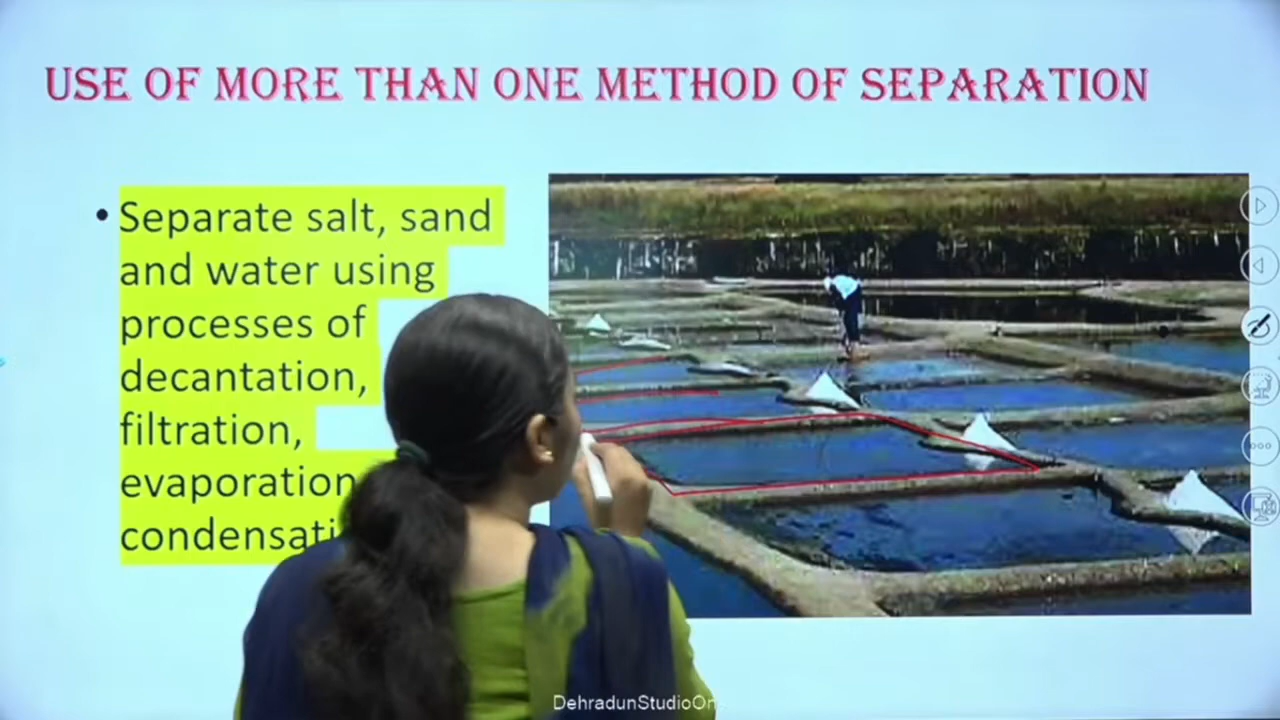 USE OF MORE THAN ONE METHOD OF SEPARATION
• Separate salt, sand
and water using
processes of
decantation,
filtration,
evaporation
DehradunStudioOn